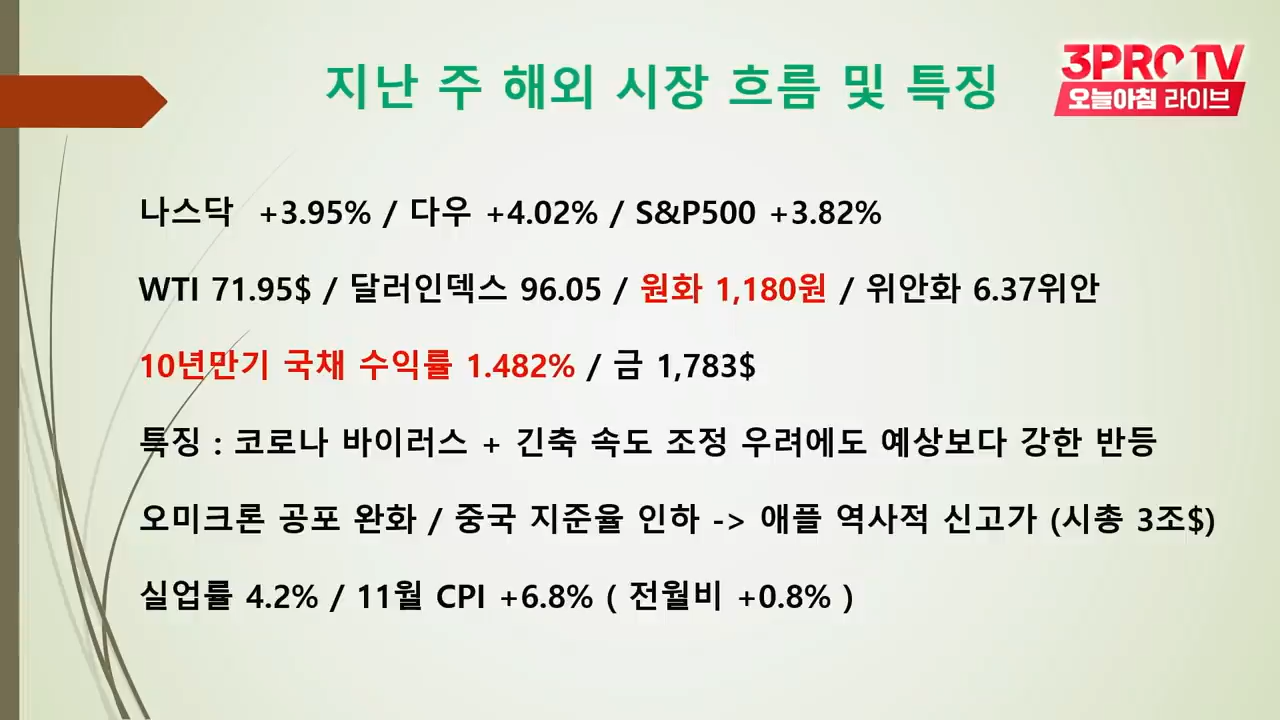 지난 주 해외 시장 흐름 및 특징
3PRO TV
오늘아침 라이브
나스닥 +3.95% / 다우 +4.02% / S&P500 +3.82%
WTI 71.95$ / 달러인덱스 96.05 / 원화 1,180원 / 위안화 6.37위안
10년만기 국채 수익률 1.482% / 금 1,783$
특징 : 코로나 바이러스 + 긴축 속도 조정 우려에도 예상보다 강한 반등
오미크론 공포 완화 / 중국 지준율 인하 -> 애플 역사적 신고가 (시총 3조$)
실업률 4.2% / 11월 CPI +6.8% ( 전월비 +0.8% )